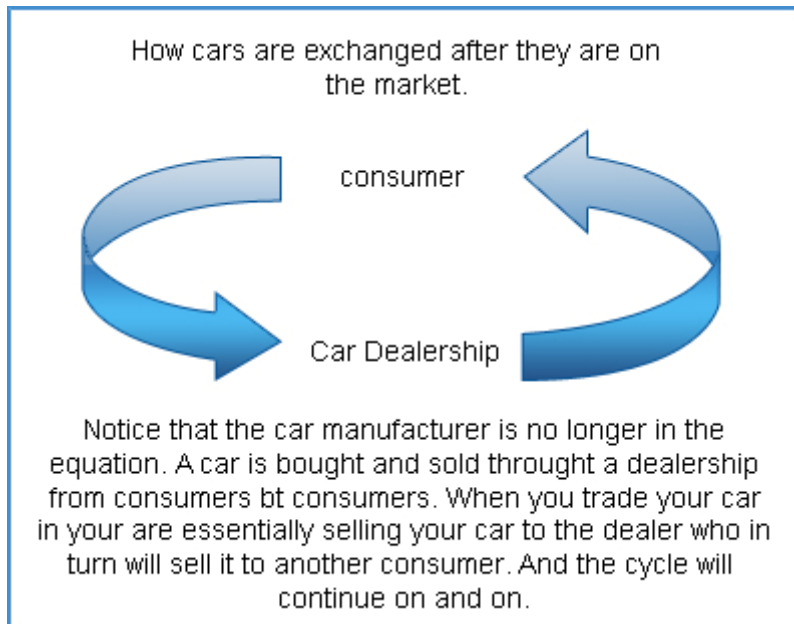 How cars are exchanged after they are on
the market.
consumer
Car Dealership
Notice that the car manufacturer is no longer in the
equation. A car is bought and sold throught a dealership
from consumers bt consumers. When you trade your car
in your are essentially selling your car to the dealer who in
turn will sell it to another consumer. And the cycle will
continue on and on.